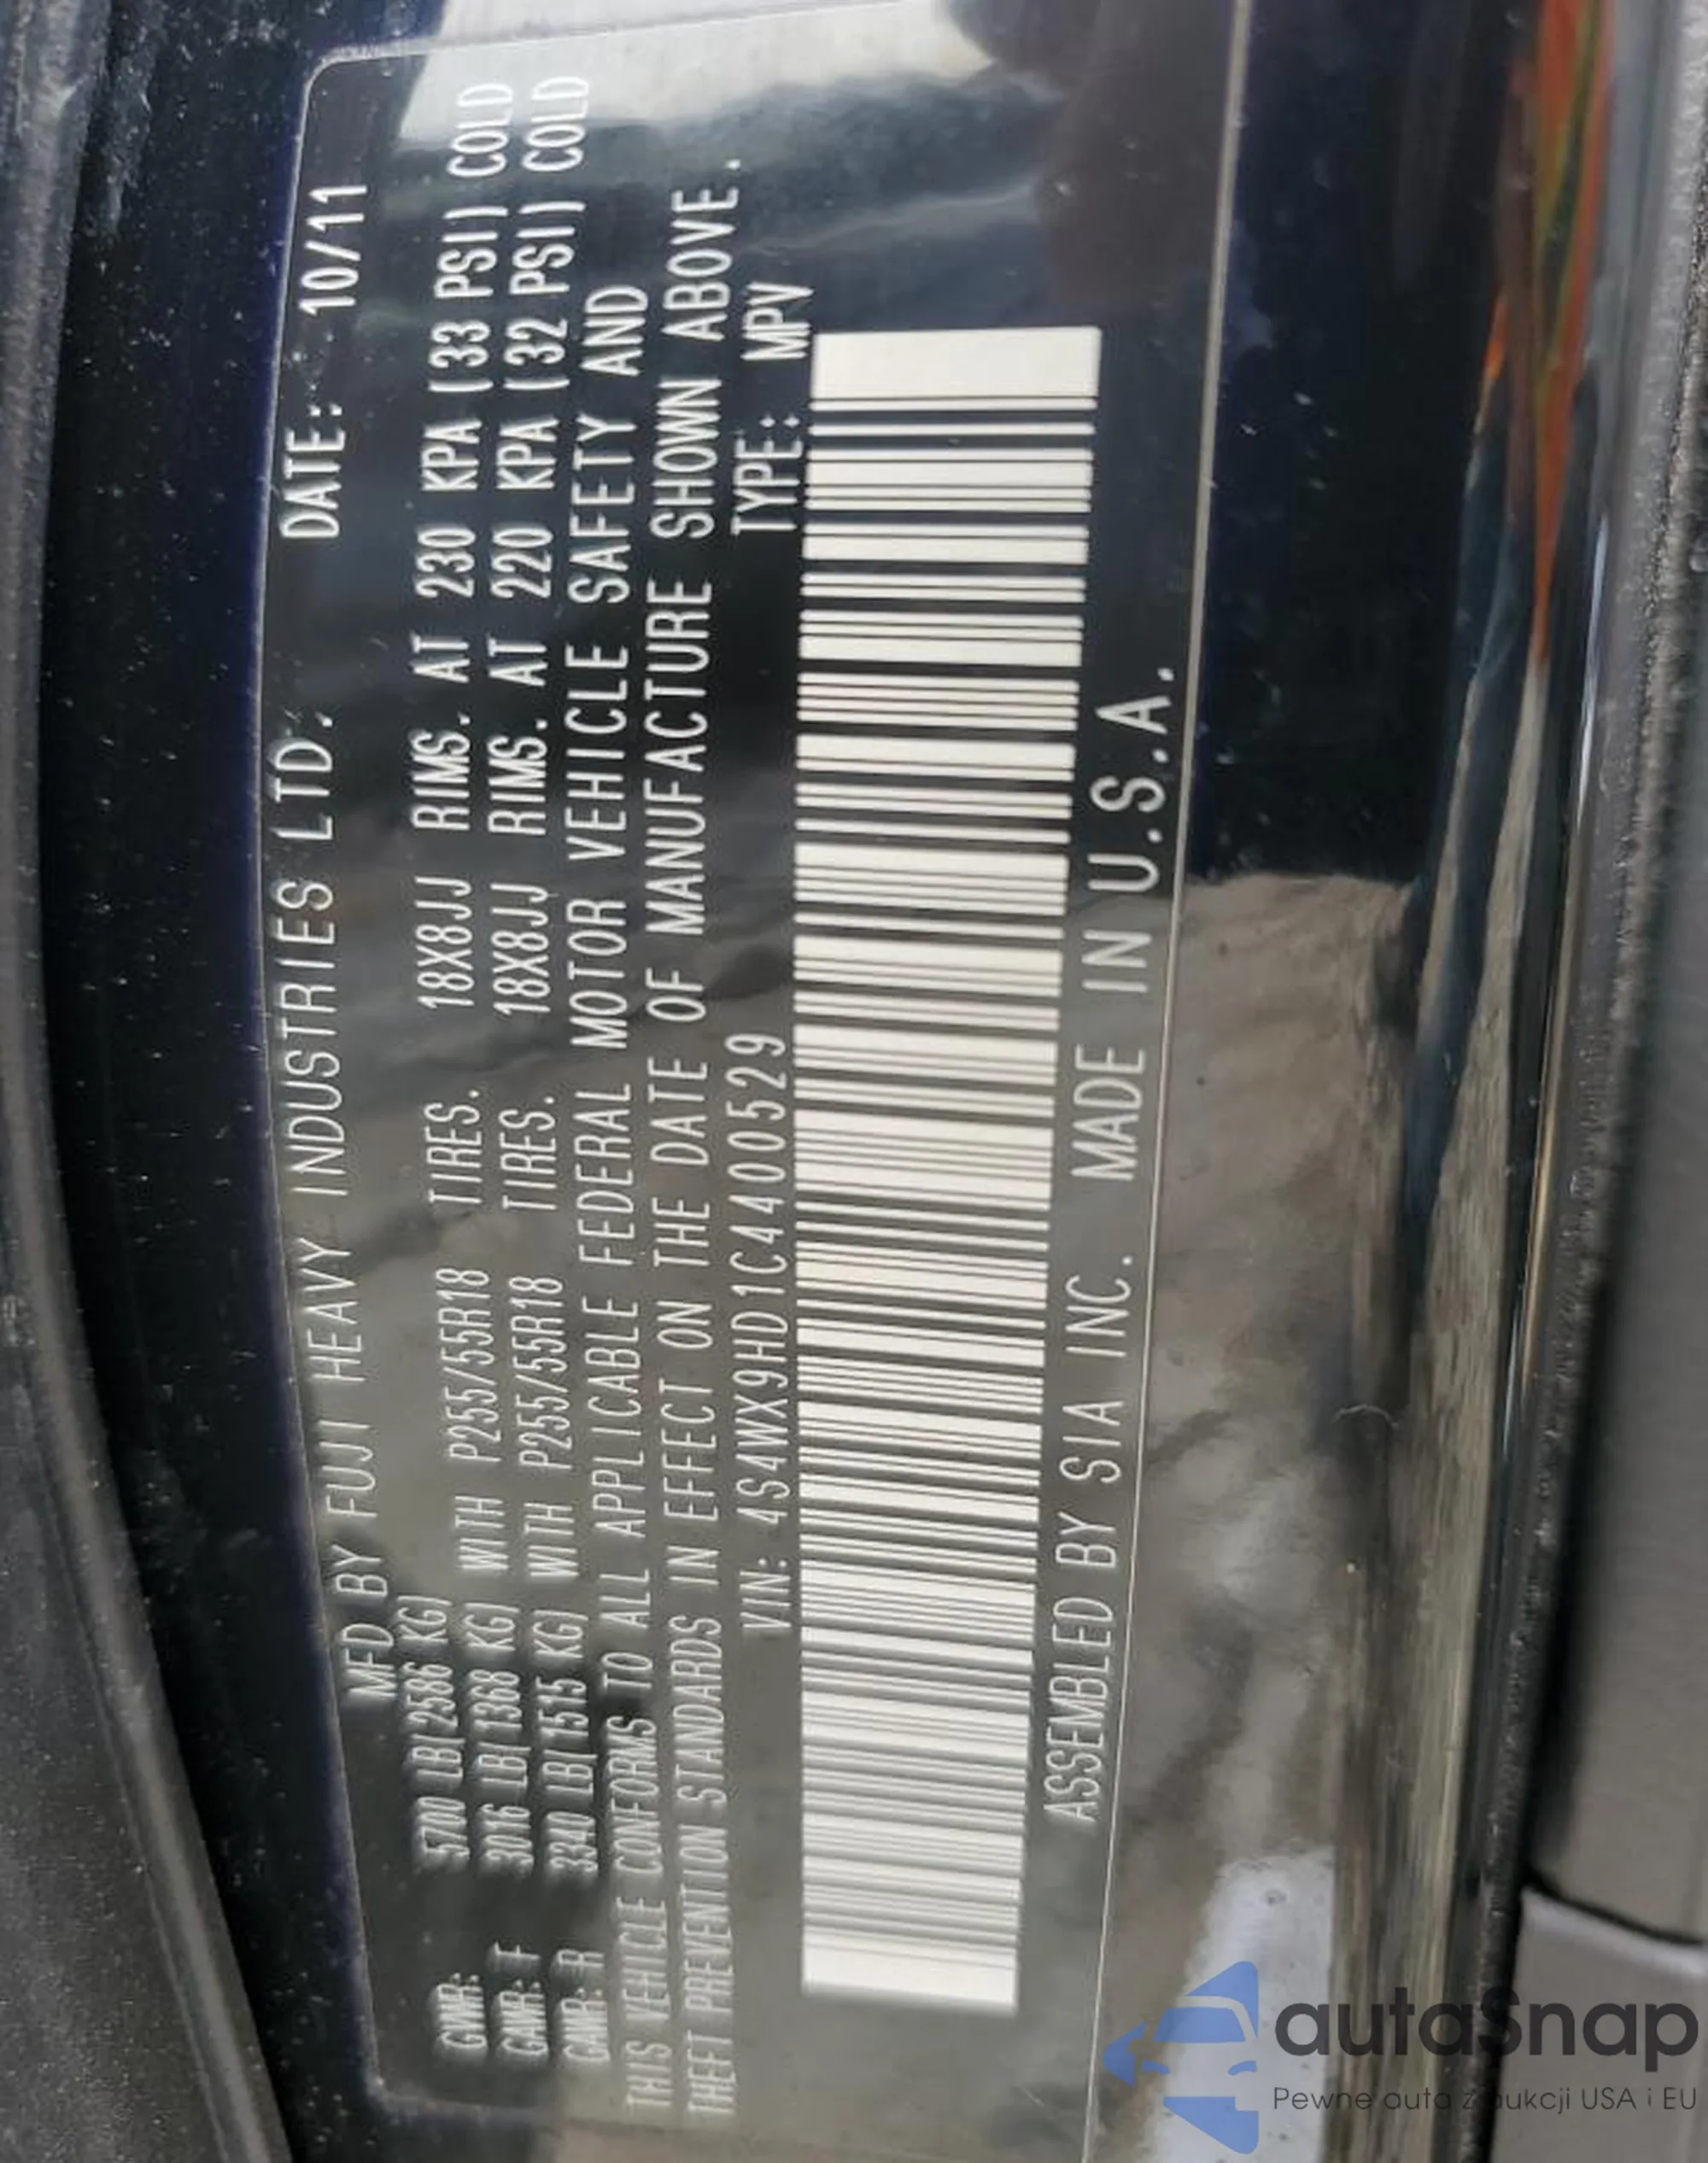 MFD BY FUJI HEAVY INDUSTRIES LTD. DATE: 10/11
GVWR: 5700 LB(2586 KG)
GAWR: F 3016 LB(1368 KG) WITH P255/55R18 TIRES. 18X8JJ RIMS. AT 230 KPA (33 PSI) COLD
GAWR: R 3340 LB(1515 KG) WITH P255/55R18 TIRES. 18X8JJ RIMS. AT 220 KPA (32 PSI) COLD
THIS VEHICLE CONFORMS TO ALL APPLICABLE FEDERAL MOTOR VEHICLE SAFETY AND
THEFT PREVENTION STANDARDS IN EFFECT ON THE DATE OF MANUFACTURE SHOWN ABOVE.
VIN: 4S4WX9HD1C4400529 TYPE: MPV
ASSEMBLED BY SIA INC. MADE IN U.S.A.
autaSnap
Pewne auta z aukcji USA i EU